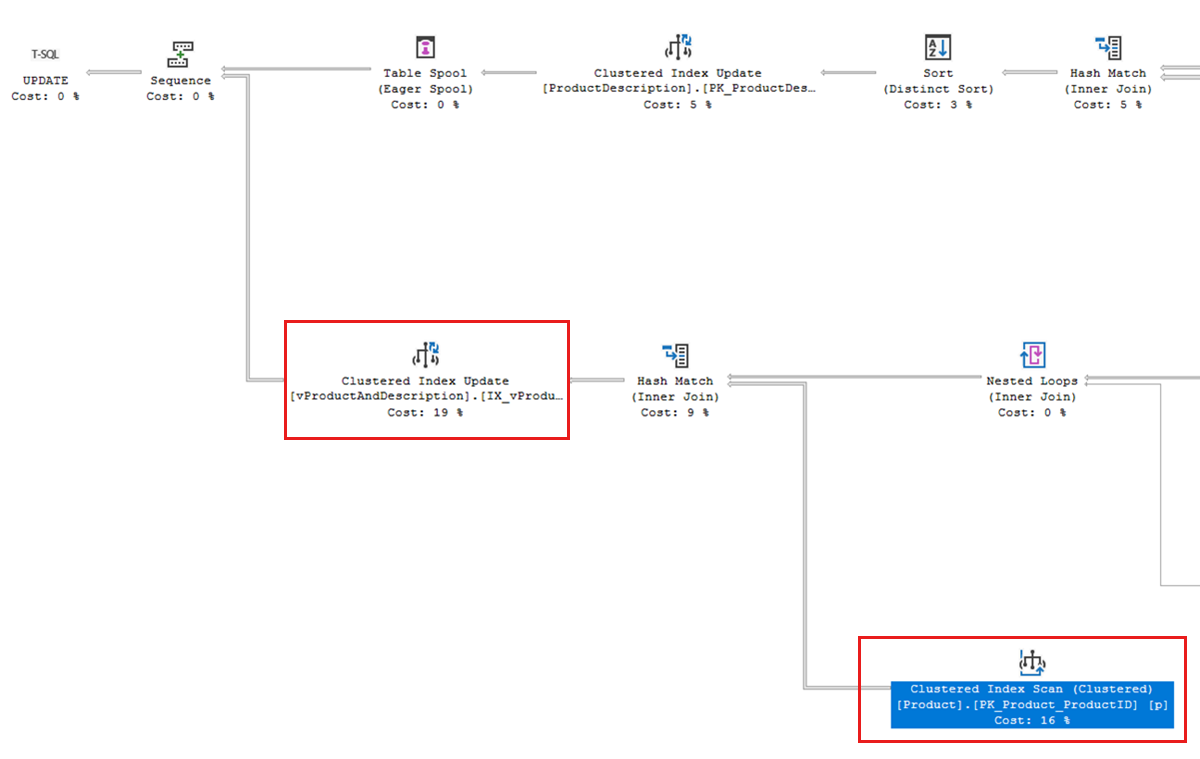 T-SQL
UPDATE
Cost: 0 %
Sequence
Cost: 0 %
Table Spool
(Eager Spool)
Cost: 0 %
Clustered Index Update
[ProductDescription].[PK_ProductDes…
Cost: 5 %
A
Z
Sort
(Distinct Sort)
Cost: 3 %
Hash Match
(Inner Join)
Cost: 5 %
Clustered Index Update
[vProductAndDescription].[IX_vProdu…
Cost: 19 %
Hash Match
(Inner Join)
Cost: 9 %
Nested Loops
(Inner Join)
Cost: 0 %
Clustered Index Scan (Clustered)
[Product].[PK_Product_ProductID] [p]
Cost: 16 %